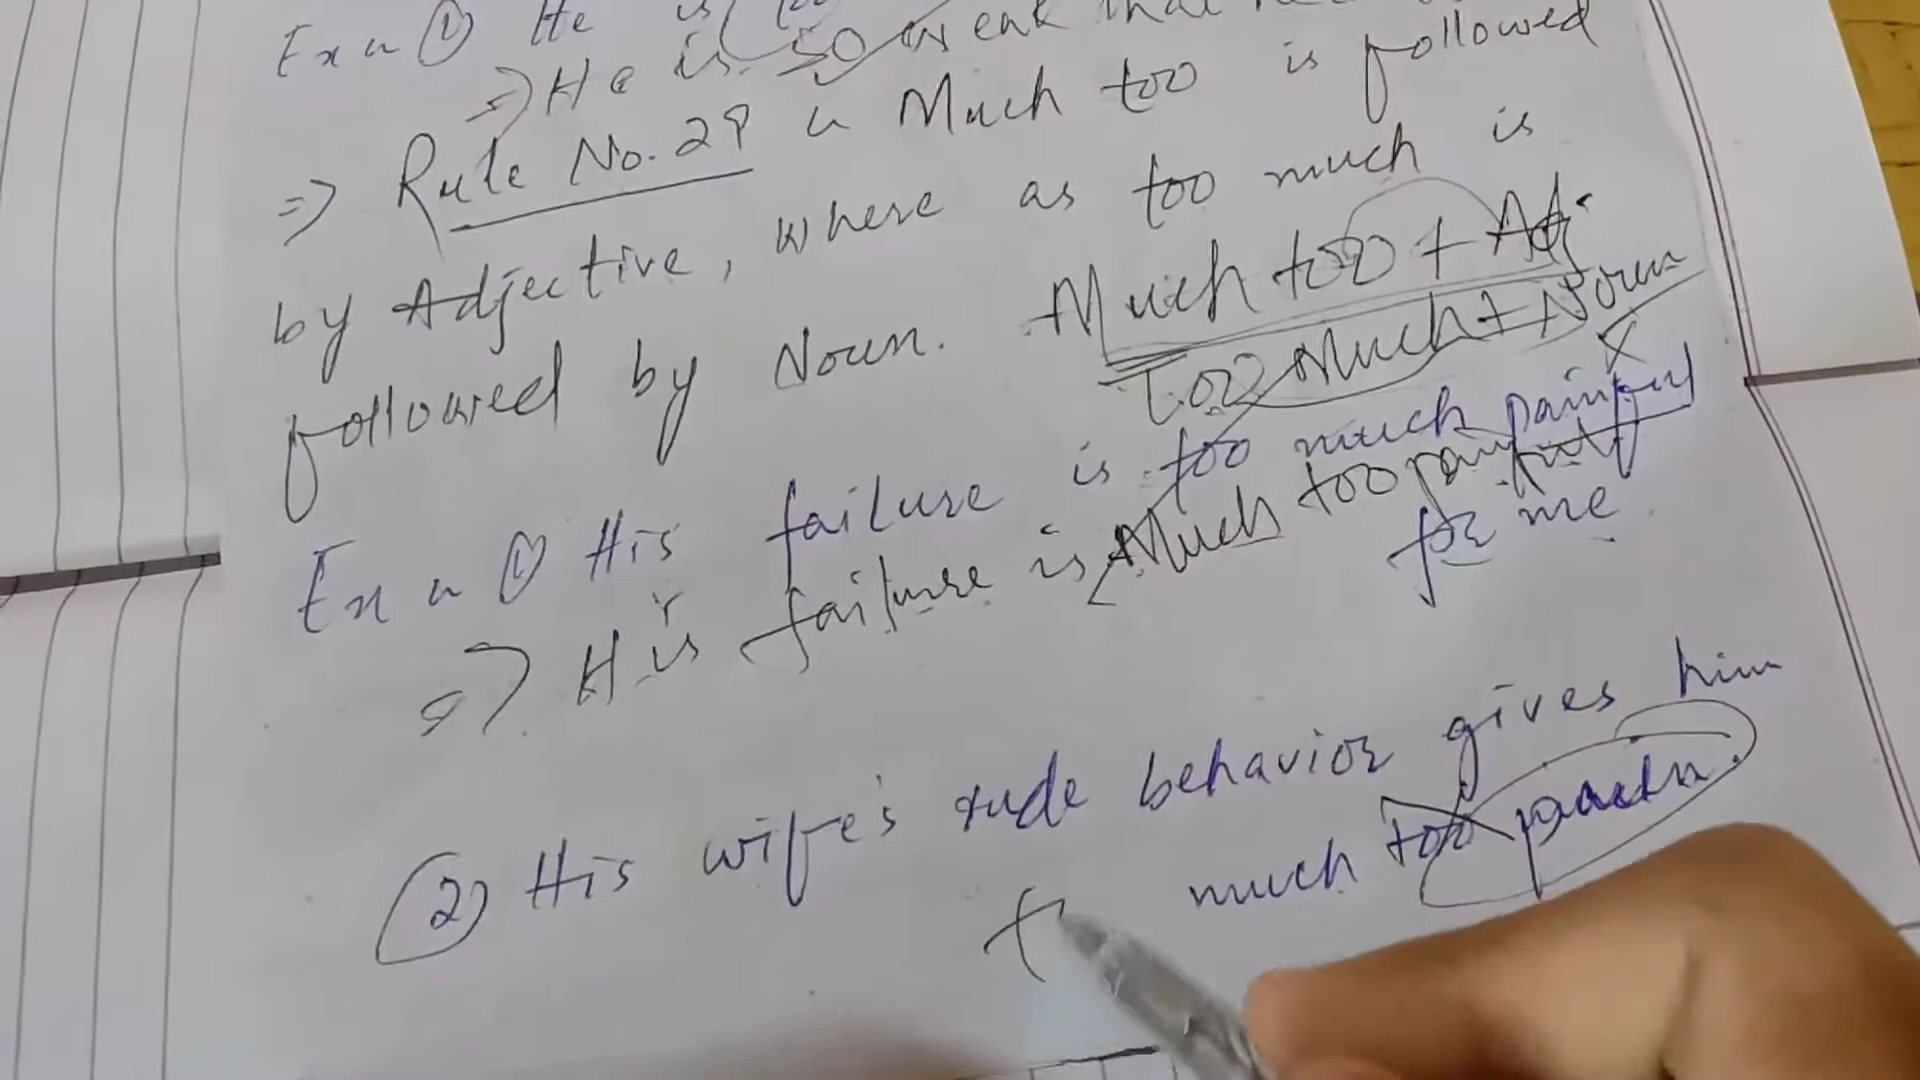 Ex :- ① He is
⇒ He is so weak that
⇒ Rule No. 29 :- Much too is followed
by Adjective, where as too much is
followed by Noun. Much too + Adj.
Too Much + Noun
Ex :- ① His failure is too much painful
for me
⇒ His failure is Much too painful
② His wife's rude behavior gives him
much too